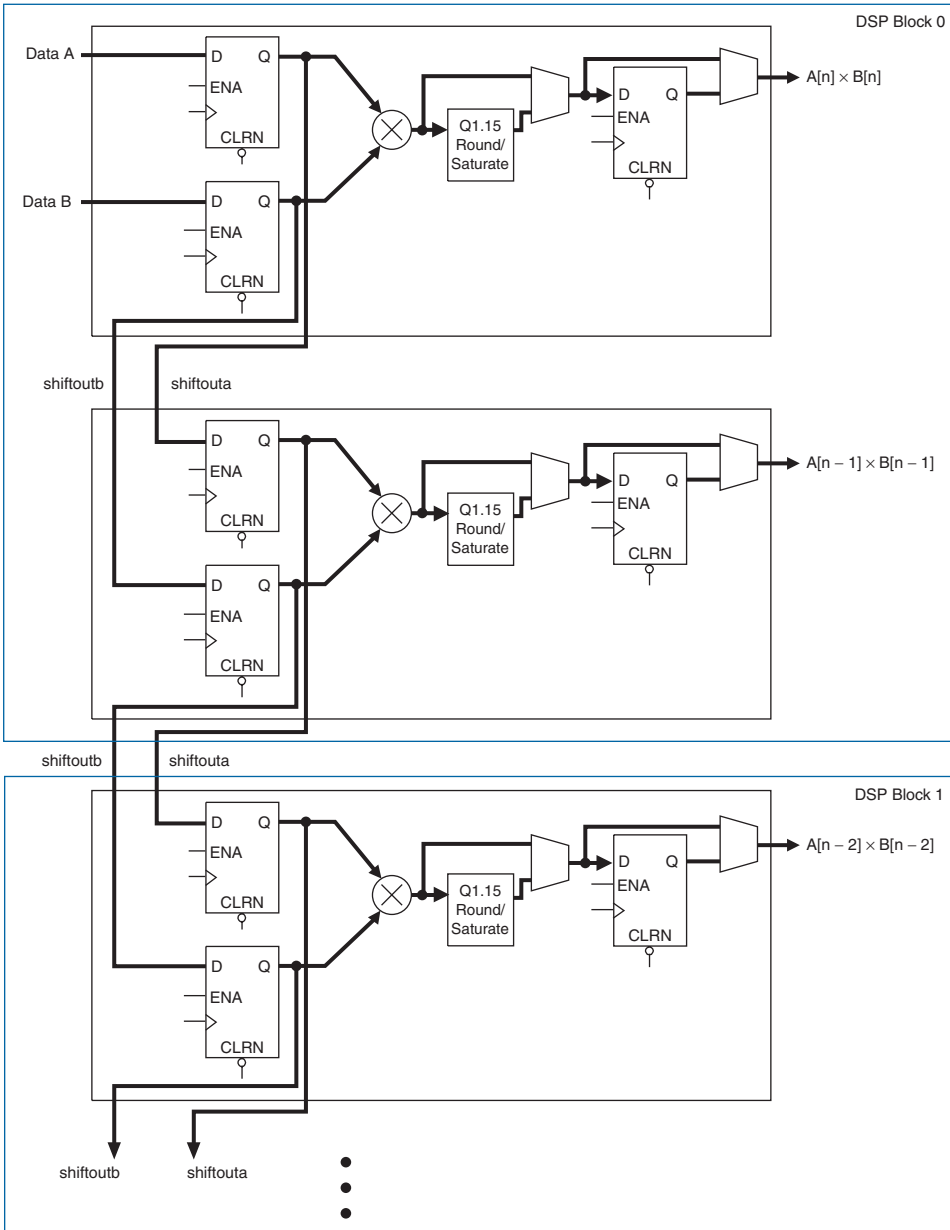 DSP Block 0
Data A
D Q
ENA
CLRN
Q1.15
Round/
Saturate
D Q
ENA
CLRN
A[n] × B[n]
Data B
D Q
ENA
CLRN
shiftoutb
shiftouta
D Q
ENA
CLRN
Q1.15
Round/
Saturate
D Q
ENA
CLRN
A[n − 1] × B[n − 1]
D Q
ENA
CLRN
shiftoutb
shiftouta
DSP Block 1
D Q
ENA
CLRN
Q1.15
Round/
Saturate
D Q
ENA
CLRN
A[n − 2] × B[n − 2]
D Q
ENA
CLRN
shiftoutb
shiftouta